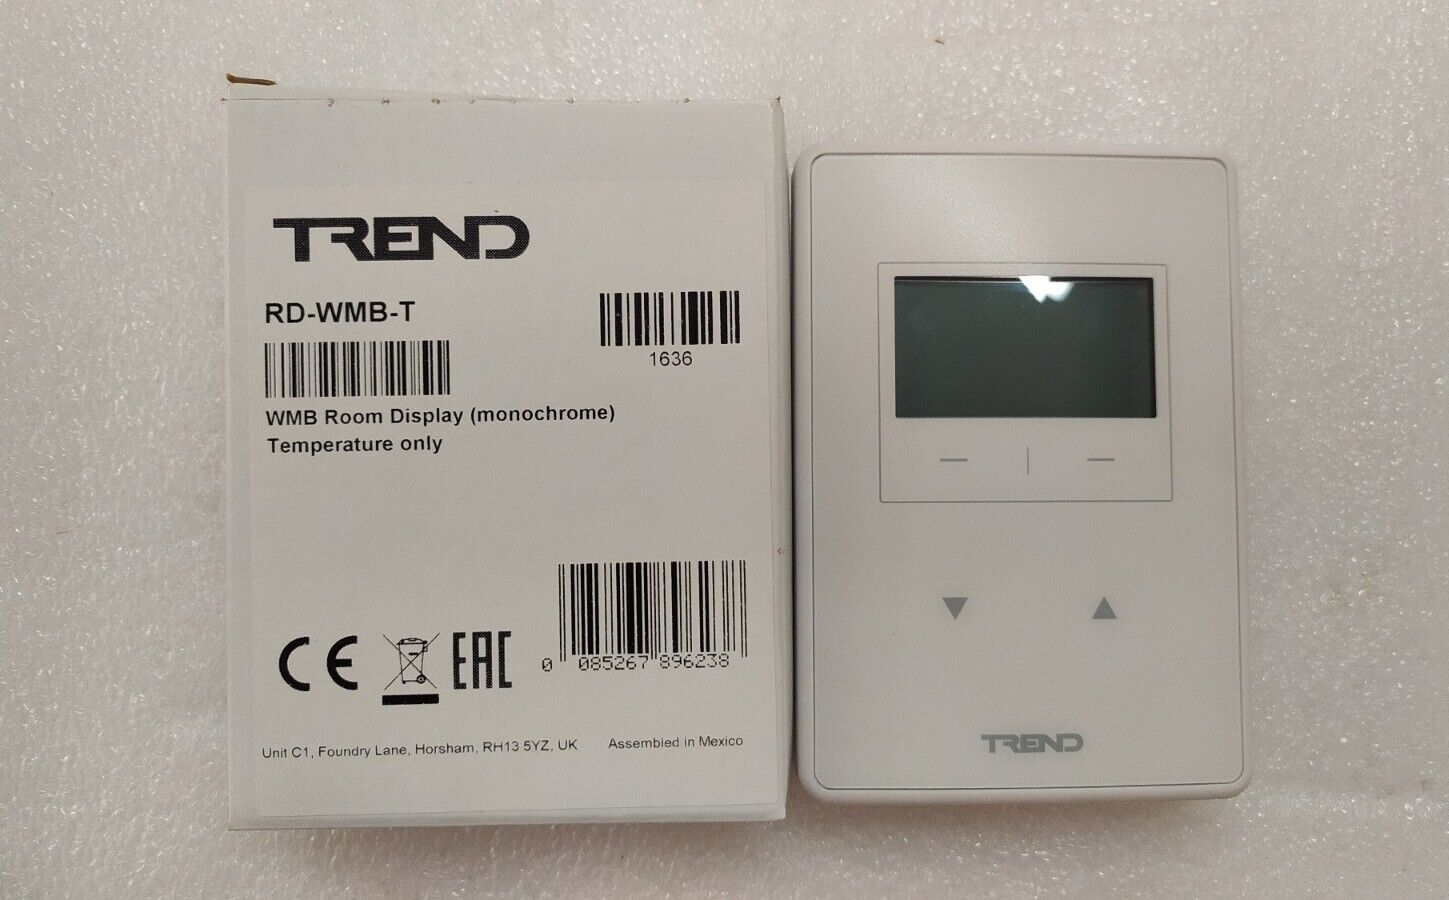 TREND
RD-WMB-T
1636
WMB Room Display (monochrome)
Temperature only
CE
EAC
0 085267 896238
Unit C1, Foundry Lane, Horsham, RH13 5YZ, UK
Assembled in Mexico
TREND